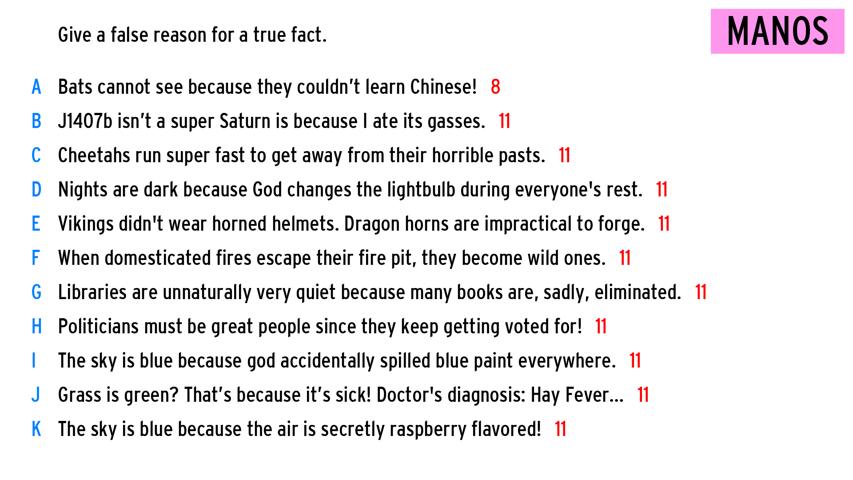 Give a false reason for a true fact.
MANOS
A Bats cannot see because they couldn’t learn Chinese! 8
B J1407b isn’t a super Saturn is because I ate its gasses. 11
C Cheetahs run super fast to get away from their horrible pasts. 11
D Nights are dark because God changes the lightbulb during everyone's rest. 11
E Vikings didn't wear horned helmets. Dragon horns are impractical to forge. 11
F When domesticated fires escape their fire pit, they become wild ones. 11
G Libraries are unnaturally very quiet because many books are, sadly, eliminated. 11
H Politicians must be great people since they keep getting voted for! 11
I The sky is blue because god accidentally spilled blue paint everywhere. 11
J Grass is green? That’s because it’s sick! Doctor's diagnosis: Hay Fever... 11
K The sky is blue because the air is secretly raspberry flavored! 11